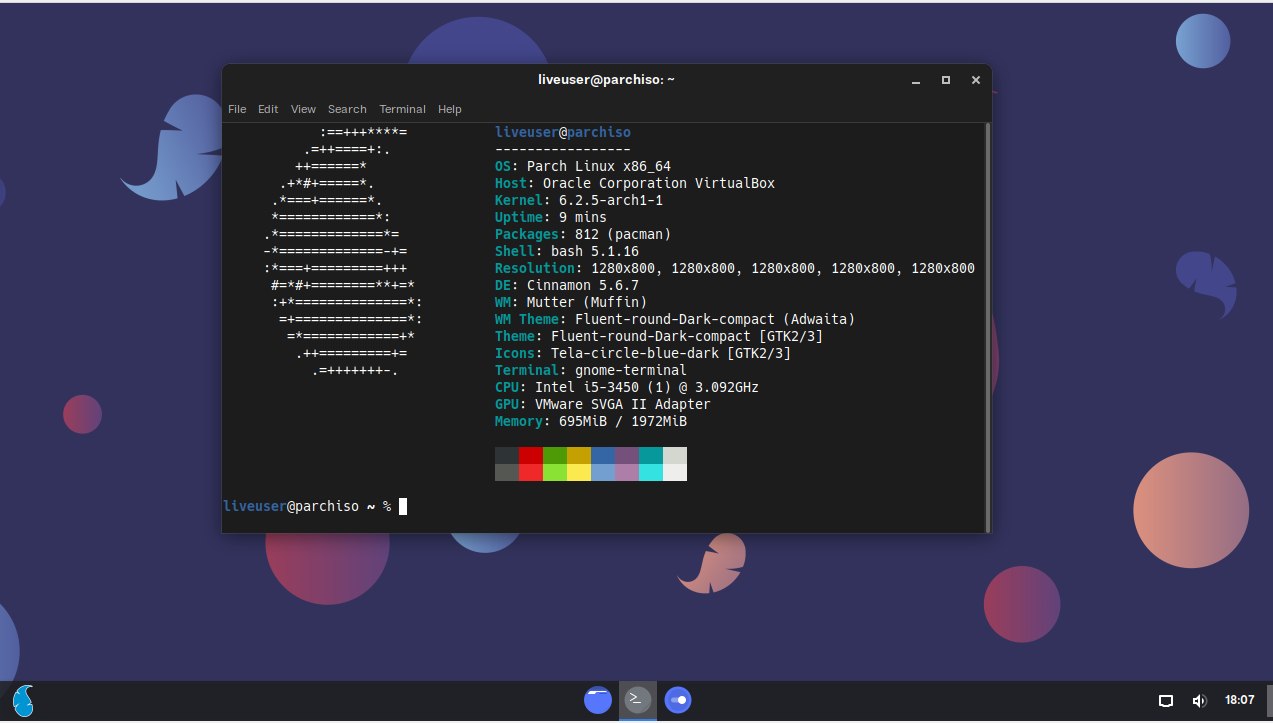 liveuser@parchiso: ~
File Edit View Search Terminal Help
:==+++****= liveuser@parchiso
.=++====+:. -----------------
++======* OS: Parch Linux x86_64
.+*#+=====*. Host: Oracle Corporation VirtualBox
.*===+======*. Kernel: 6.2.5-arch1-1
*============*: Uptime: 9 mins
.*=============*= Packages: 812 (pacman)
-*=============-+= Shell: bash 5.1.16
:*===+=========+++ Resolution: 1280x800, 1280x800, 1280x800, 1280x800, 1280x800
#=*#+========**+=* DE: Cinnamon 5.6.7
:+*==============*: WM: Mutter (Muffin)
=+==============*: WM Theme: Fluent-round-Dark-compact (Adwaita)
=*============+* Theme: Fluent-round-Dark-compact [GTK2/3]
.++=========+= Icons: Tela-circle-blue-dark [GTK2/3]
.=+++++++-. Terminal: gnome-terminal
CPU: Intel i5-3450 (1) @ 3.092GHz
GPU: VMware SVGA II Adapter
Memory: 695MiB / 1972MiB
liveuser@parchiso ~ %
18:07